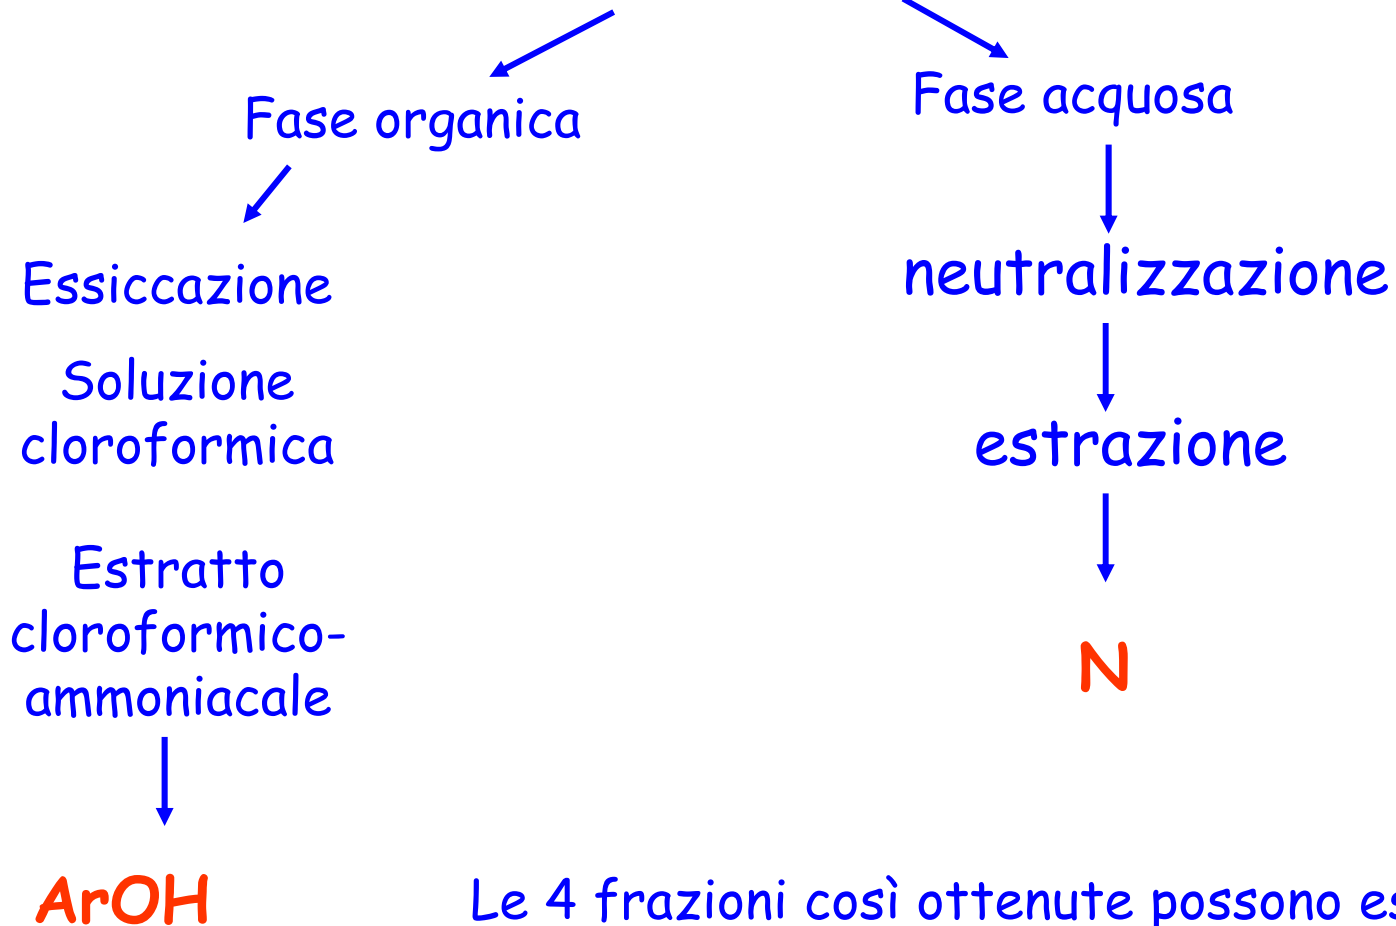 Fase organica
Fase acquosa
Essiccazione
Soluzione
cloroformica
Estratto
cloroformico-
ammoniacale
ArOH
neutralizzazione
estrazione
N
Le 4 frazioni così ottenute possono es